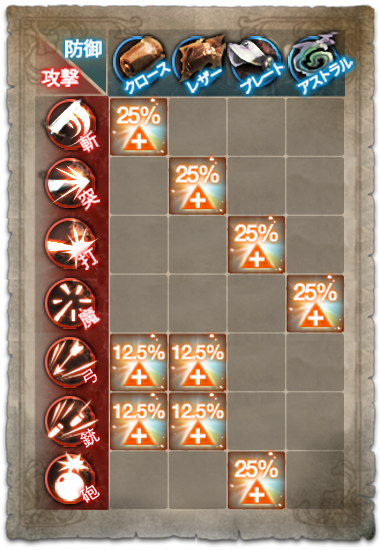 防御
攻撃
クロース
レザー
プレート
アストラル
斬
25%
突
25%
打
25%
魔
25%
弓
12.5% 12.5%
銃
12.5% 12.5%
砲
25%